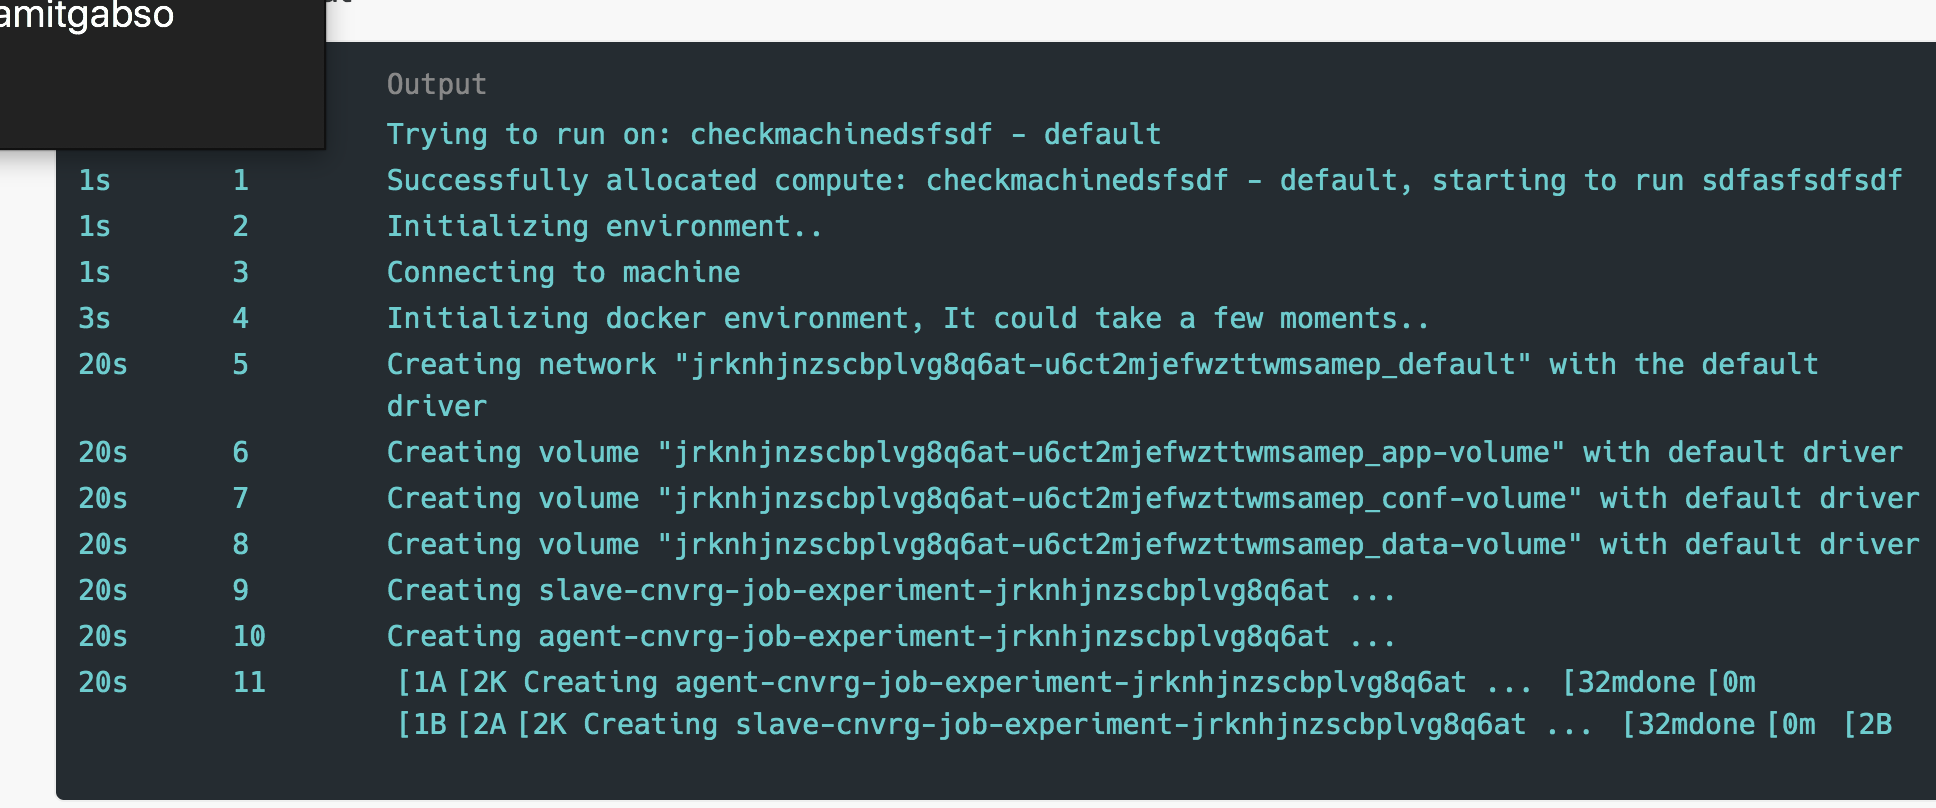 amitgabso
Output
Trying to run on: checkmachinedsfsdf - default
1s 1 Successfully allocated compute: checkmachinedsfsdf - default, starting to run sdfasfsdfsdf
1s 2 Initializing environment..
1s 3 Connecting to machine
3s 4 Initializing docker environment, It could take a few moments..
20s 5 Creating network "jrknhjnzscbplvg8q6at-u6ct2mjefwzttwmsamep_default" with the default
driver
20s 6 Creating volume "jrknhjnzscbplvg8q6at-u6ct2mjefwzttwmsamep_app-volume" with default driver
20s 7 Creating volume "jrknhjnzscbplvg8q6at-u6ct2mjefwzttwmsamep_conf-volume" with default driver
20s 8 Creating volume "jrknhjnzscbplvg8q6at-u6ct2mjefwzttwmsamep_data-volume" with default driver
20s 9 Creating slave-cnvrg-job-experiment-jrknhjnzscbplvg8q6at ...
20s 10 Creating agent-cnvrg-job-experiment-jrknhjnzscbplvg8q6at ...
20s 11 [1A [2K Creating agent-cnvrg-job-experiment-jrknhjnzscbplvg8q6at ... [32mdone [0m
[1B [2A [2K Creating slave-cnvrg-job-experiment-jrknhjnzscbplvg8q6at ... [32mdone [0m [2B